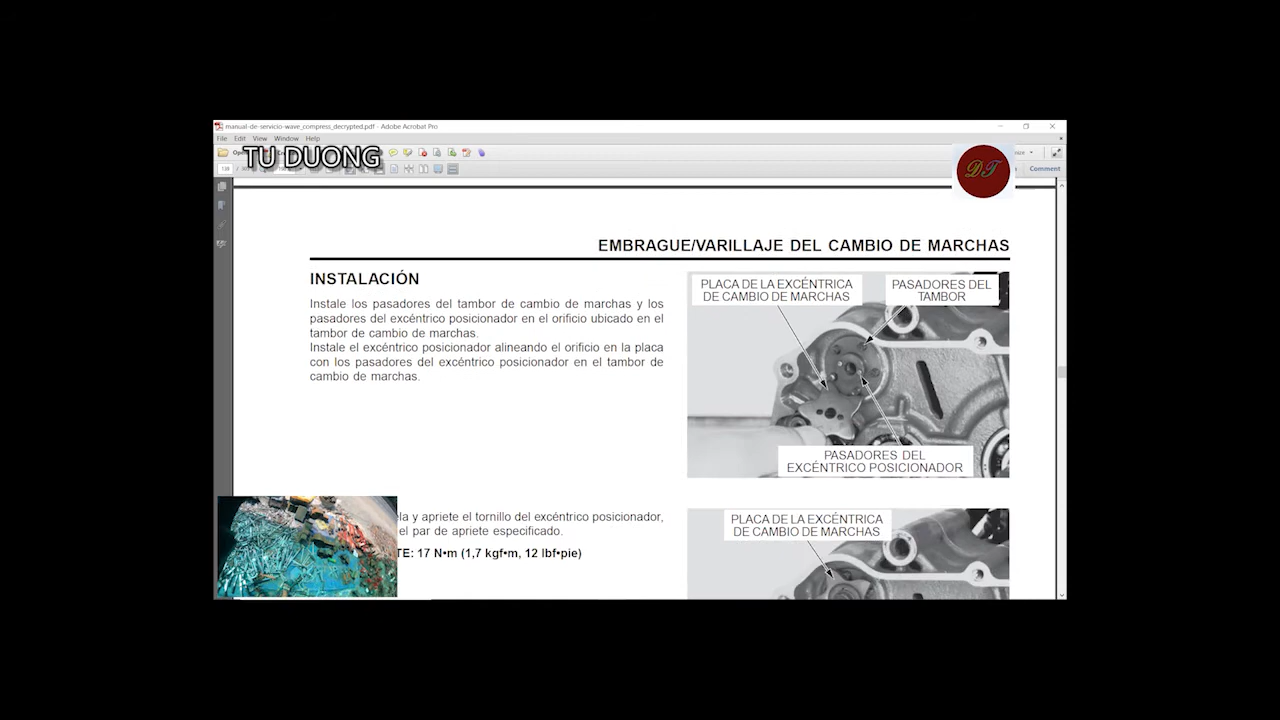 manual-de-servicio-wave_compress_decrypted.pdf - Adobe Acrobat Pro
File Edit View Window Help
TU DUONG
DT
Comment
EMBRAGUE/VARILLAJE DEL CAMBIO DE MARCHAS
INSTALACIÓN
Instale los pasadores del tambor de cambio de marchas y los
pasadores del excéntrico posicionador en el orificio ubicado en el
tambor de cambio de marchas.
Instale el excéntrico posicionador alineando el orificio en la placa
con los pasadores del excéntrico posicionador en el tambor de
cambio de marchas.
PLACA DE LA EXCÉNTRICA
DE CAMBIO DE MARCHAS
PASADORES DEL
TAMBOR
PASADORES DEL
EXCÉNTRICO POSICIONADOR
ela y apriete el tornillo del excéntrico posicionador,
el par de apriete especificado.
TE: 17 N•m (1,7 kgf•m, 12 lbf•pie)
PLACA DE LA EXCÉNTRICA
DE CAMBIO DE MARCHAS